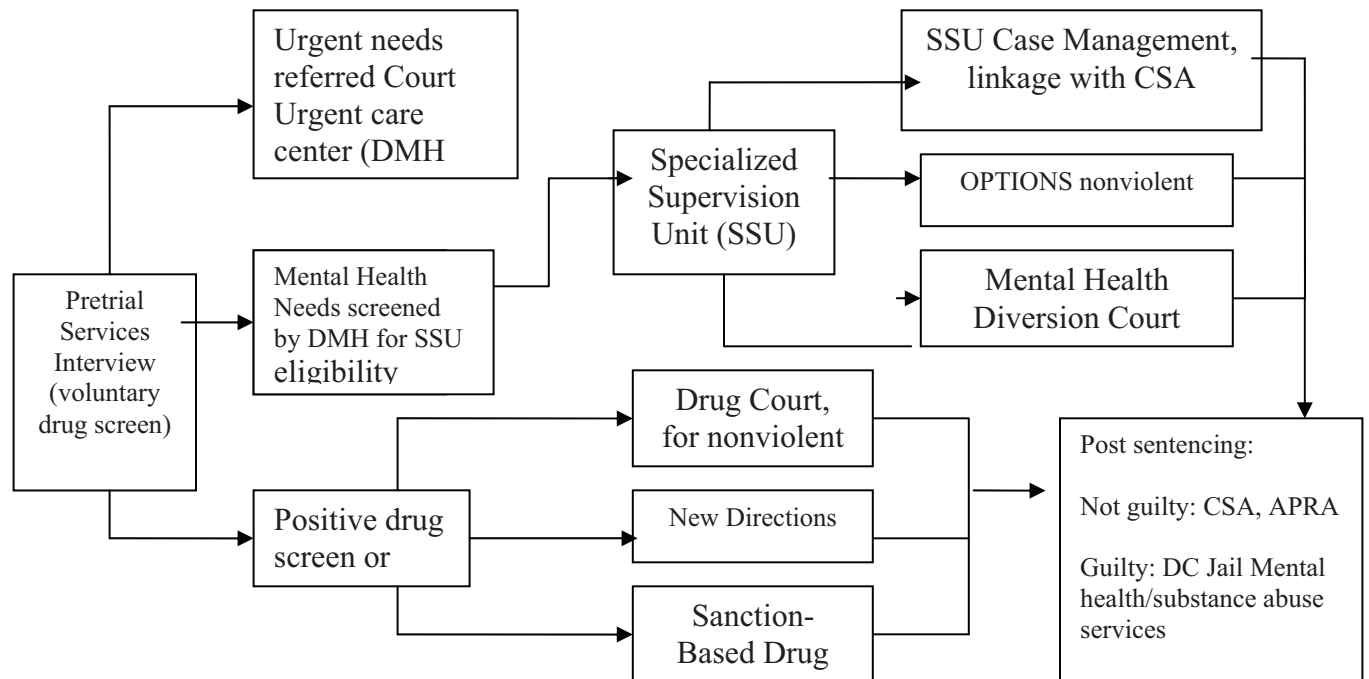 Urgent needs
referred Court
Urgent care
center (DMH
SSU Case Management,
linkage with CSA
Specialized
Supervision
Unit (SSU)
OPTIONS nonviolent
Mental Health
Diversion Court
Mental Health
Needs screened
by DMH for SSU
eligibility
Pretrial
Services
Interview
(voluntary
drug screen)
Drug Court,
for nonviolent
Positive drug
screen or
New Directions
Sanction-
Based Drug
Post sentencing:
Not guilty: CSA, APRA
Guilty: DC Jail Mental
health/substance abuse
services